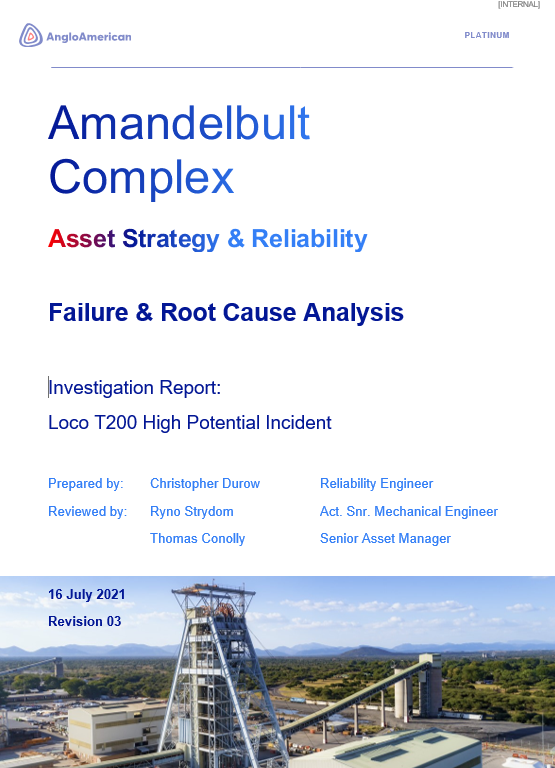 [INTERNAL]
AngloAmerican
PLATINUM
Amandelbult
Complex
Asset Strategy & Reliability
Failure & Root Cause Analysis
Investigation Report:
Loco T200 High Potential Incident
Prepared by: Christopher Durow Reliability Engineer
Reviewed by: Ryno Strydom Act. Snr. Mechanical Engineer
Thomas Conolly Senior Asset Manager
16 July 2021
Revision 03